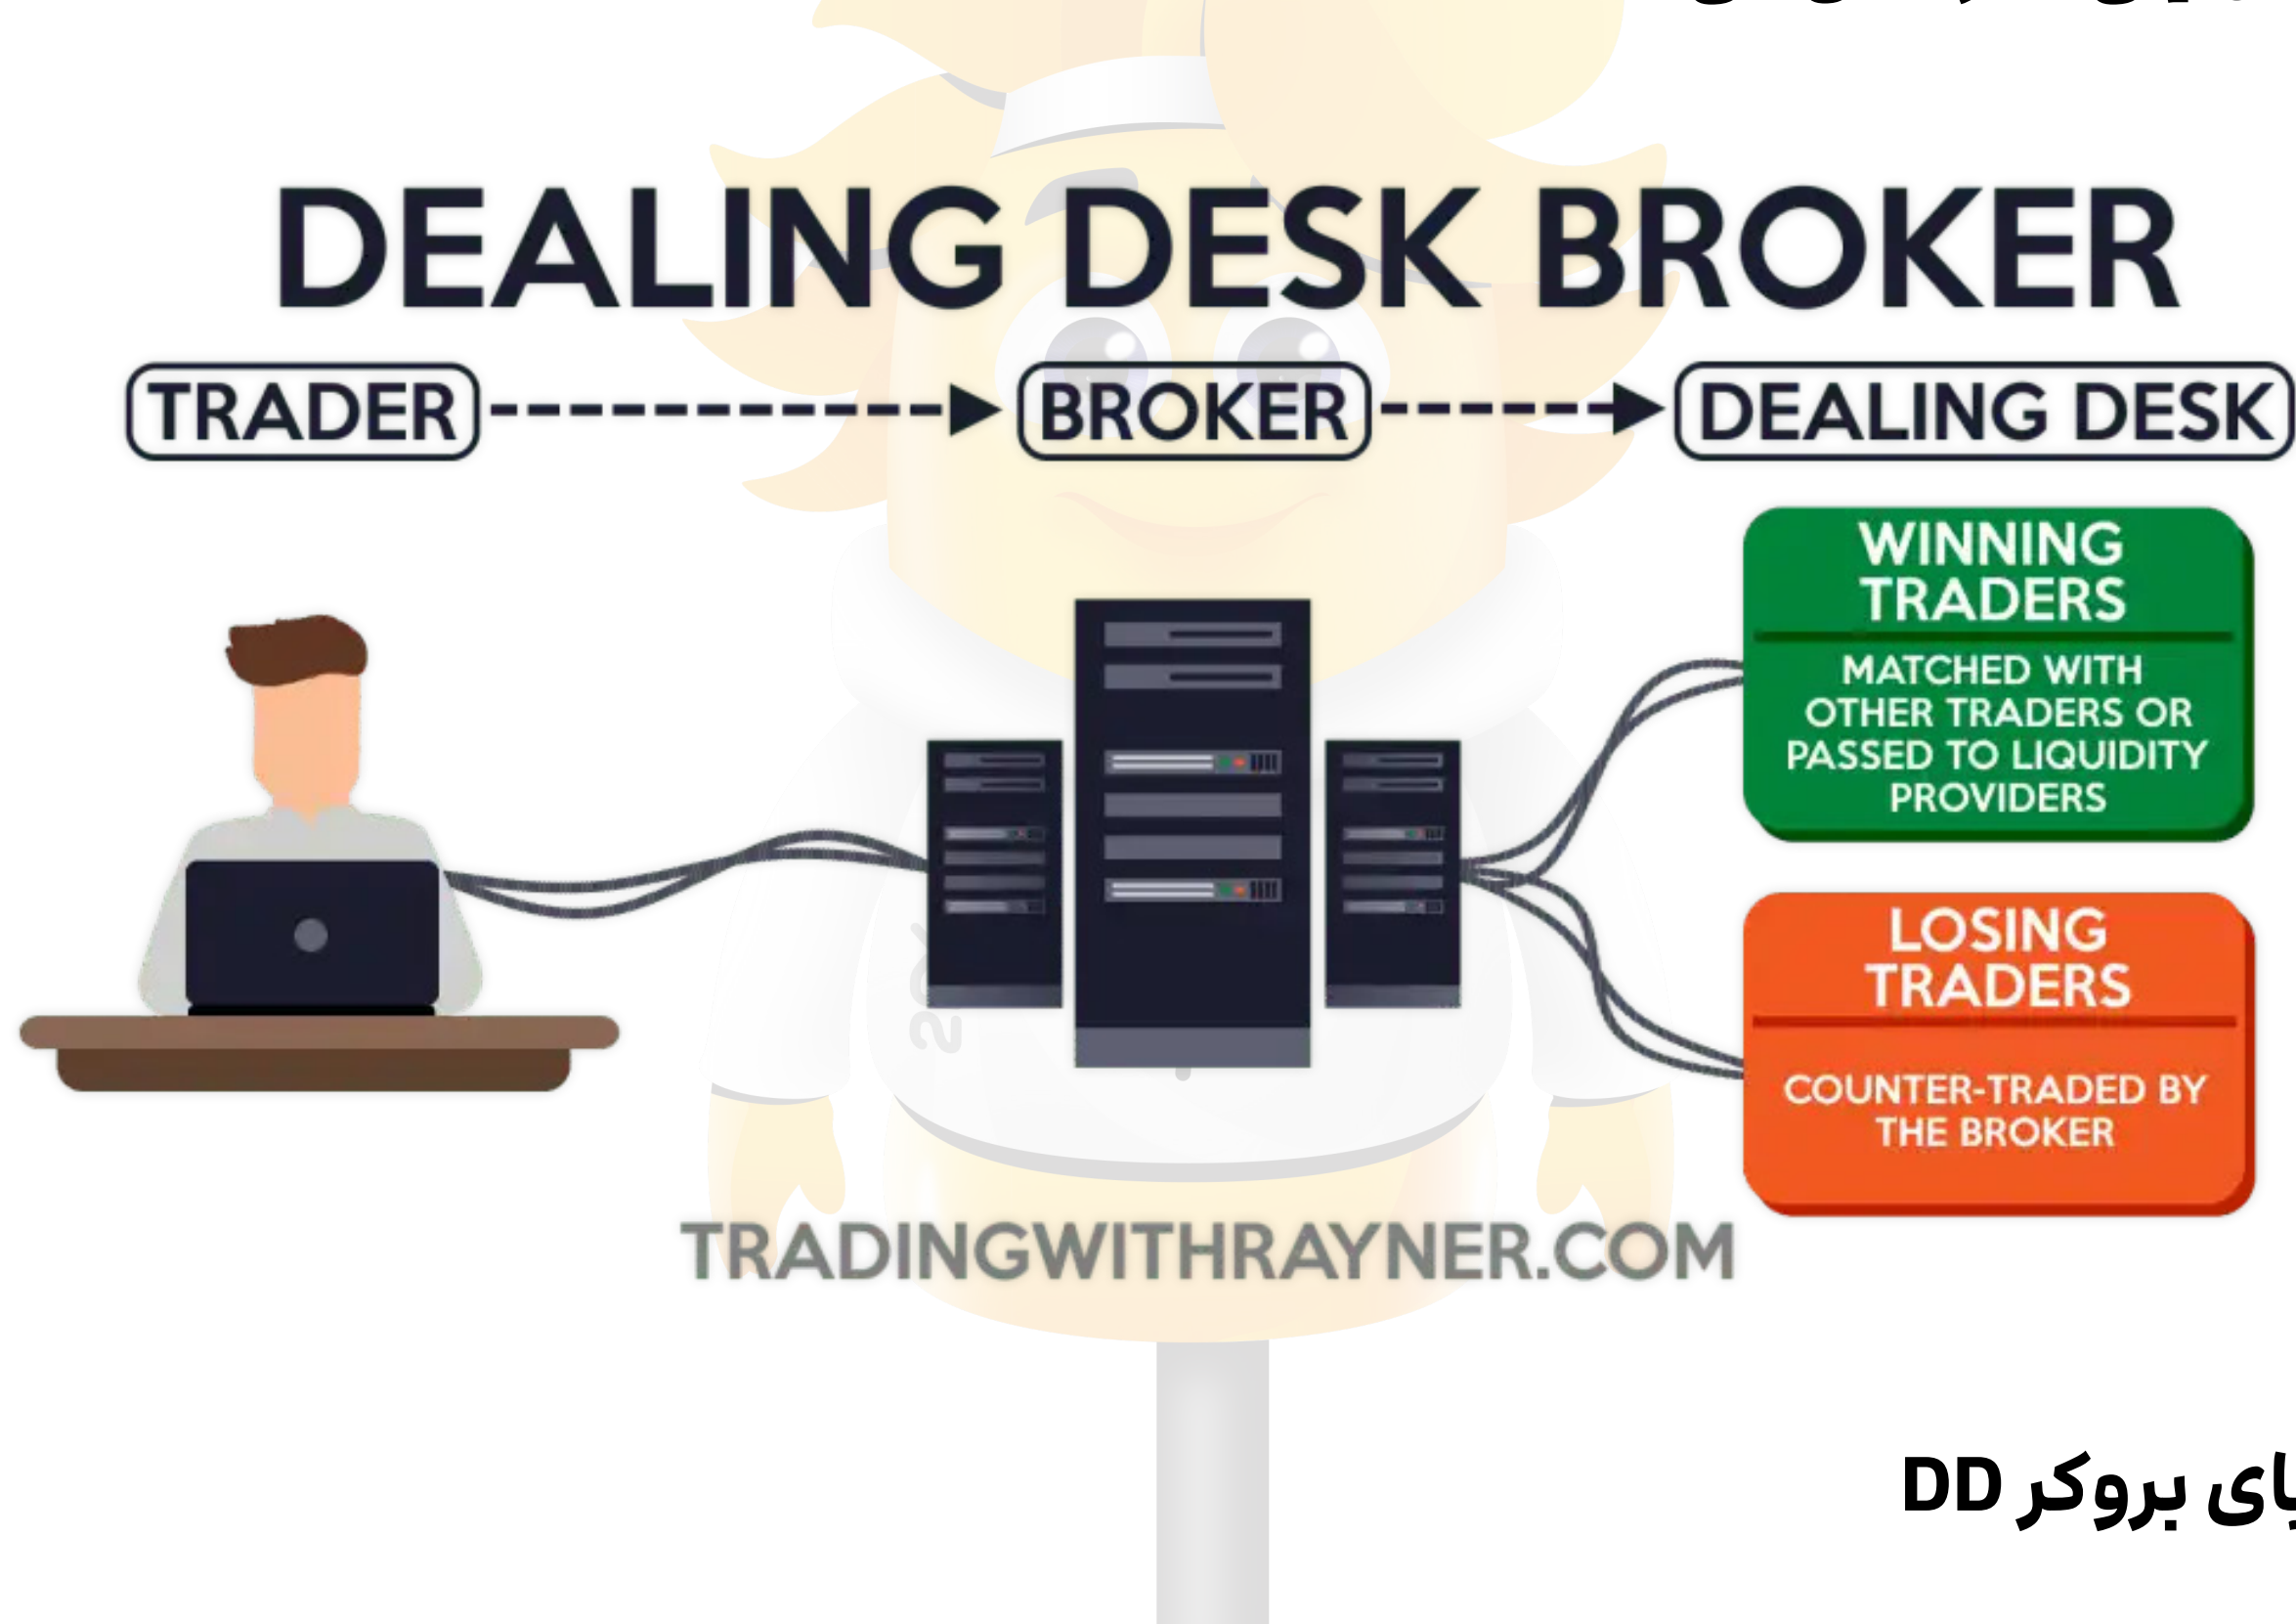 DEALING DESK BROKER
TRADER BROKER DEALING DESK
WINNING
TRADERS
MATCHED WITH
OTHER TRADERS OR
PASSED TO LIQUIDITY
PROVIDERS
LOSING
TRADERS
COUNTER-TRADED BY
THE BROKER
TRADINGWITHRAYNER.COM
بروکر DD